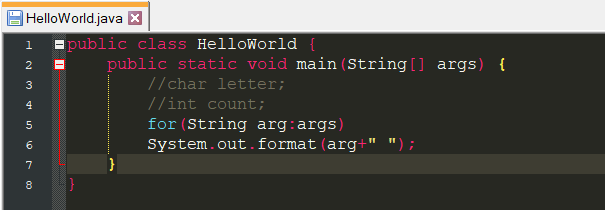 HelloWorld.java
1 public class HelloWorld {
2 public static void main(String[] args) {
3 //char letter;
4 //int count;
5 for(String arg:args)
6 System.out.format(arg+" ");
7 }
8 }